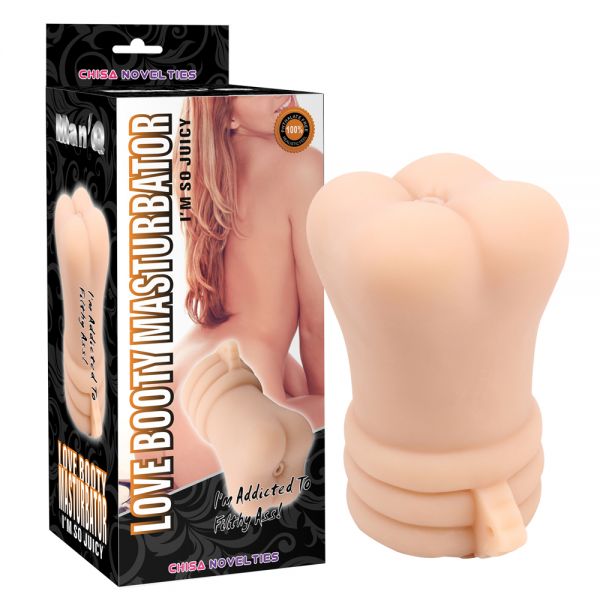 CHISA NOVELTIES
Man'Q
I'm Addicted To
Filthy Ass!
LOVE BOOTY
MASTURBATOR
I'M SO JUICY
LOVE BOOTY MASTURBATOR
I'M SO JUICY
100%
I'm Addicted To
Filthy Ass!
CHISA NOVELTIES